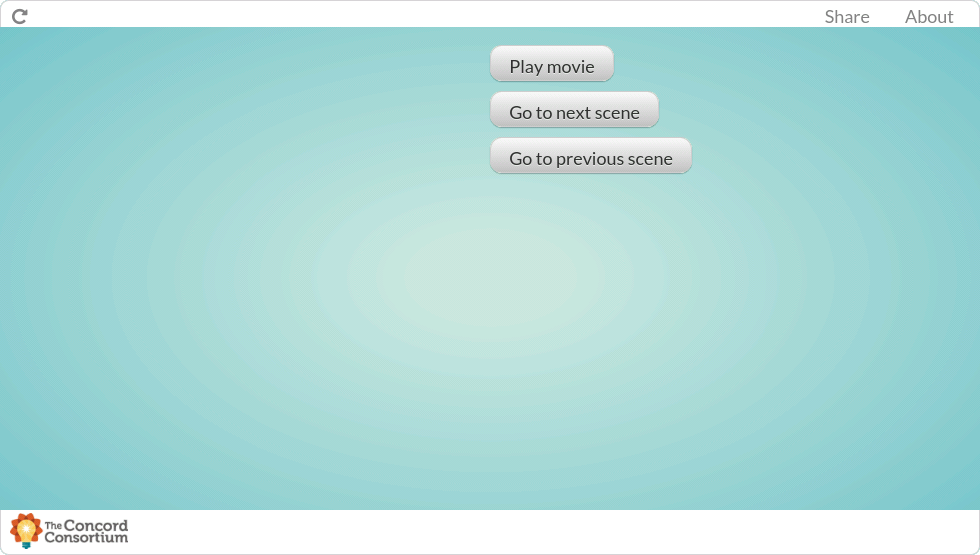 Share About
Play movie
Go to next scene
Go to previous scene
The Concord
Consortium